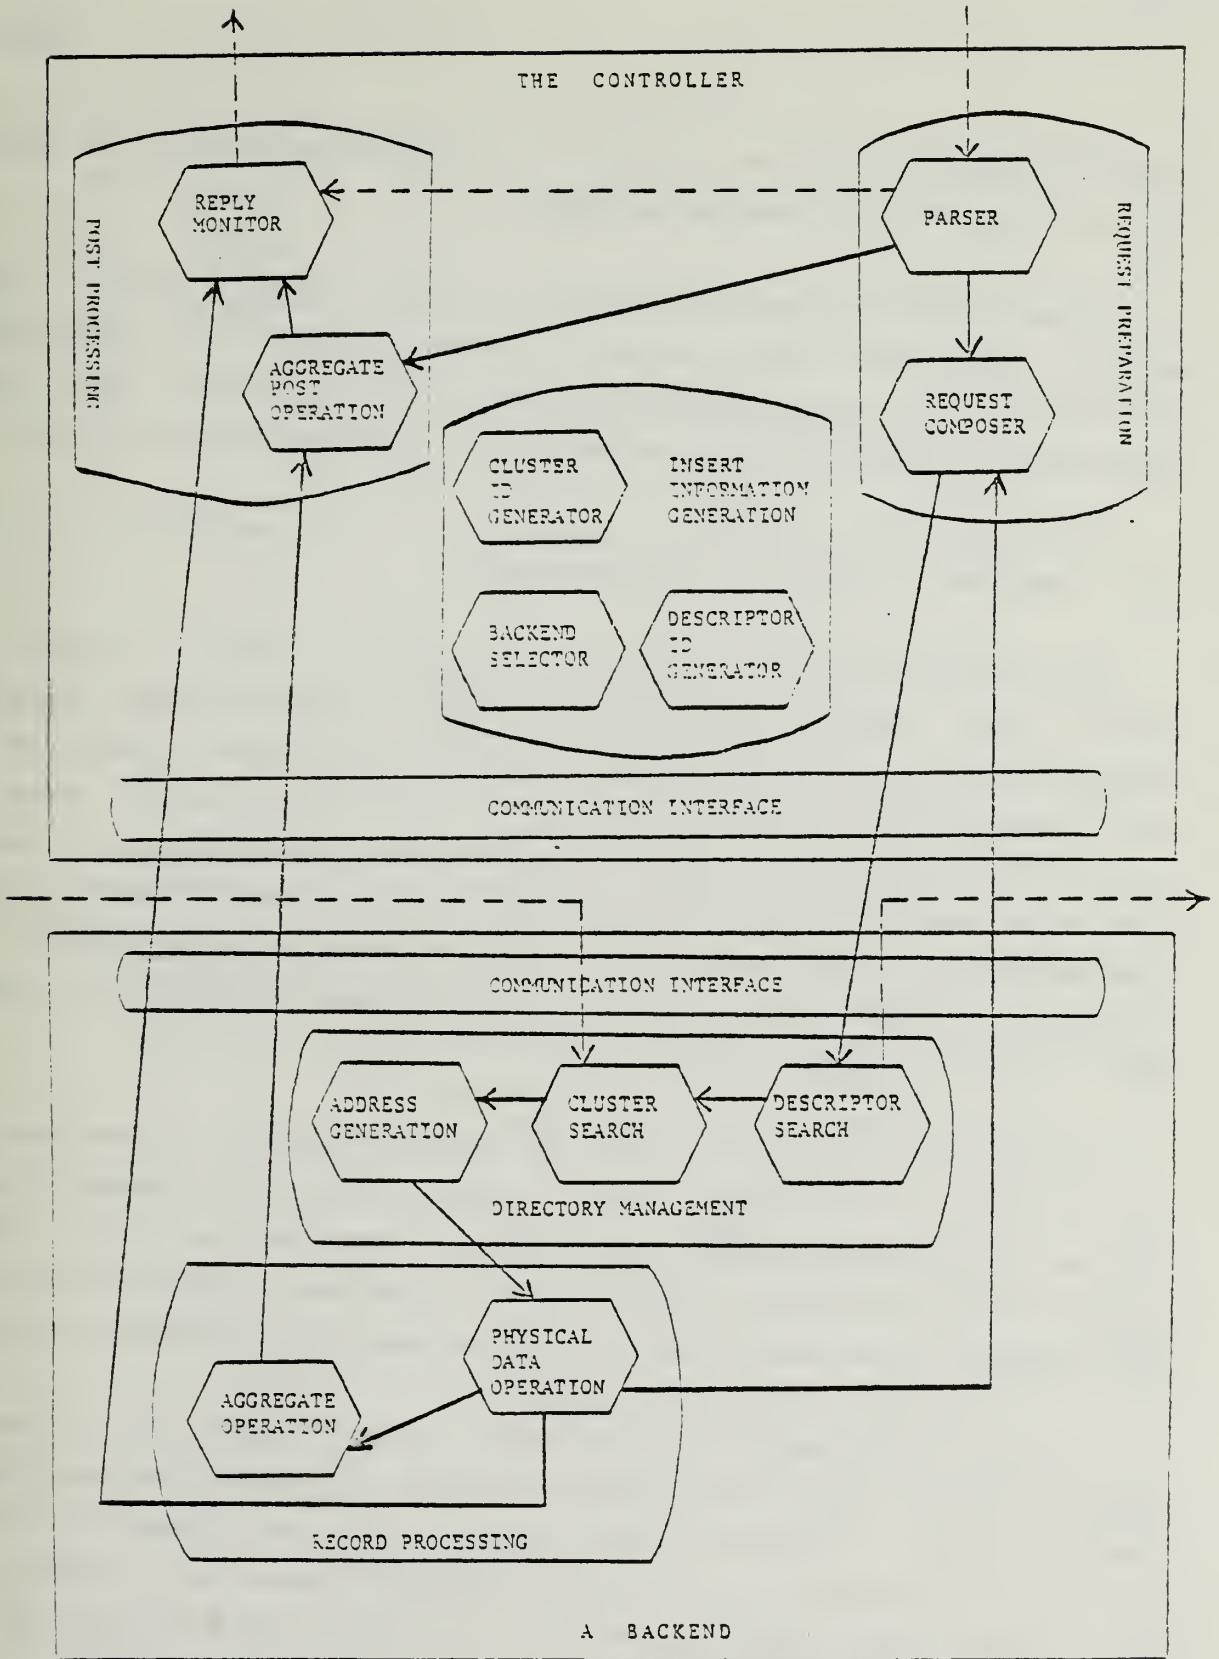 THE CONTROLLER
REPLY
MONITOR
PARSER
POST PROCESSING
REQUEST PREPARATION
AGGREGATE
POST
OPERATION
REQUEST
COMPOSER
CLUSTER
ID
GENERATOR
INSERT
INFORMATION
GENERATION
BACKEND
SELECTOR
DESCRIPTOR
ID
GENERATOR
COMMUNICATION INTERFACE
COMMUNICATION INTERFACE
ADDRESS
GENERATION
CLUSTER
SEARCH
DESCRIPTOR
SEARCH
DIRECTORY MANAGEMENT
PHYSICAL
DATA
OPERATION
AGGREGATE
OPERATION
RECORD PROCESSING
A BACKEND